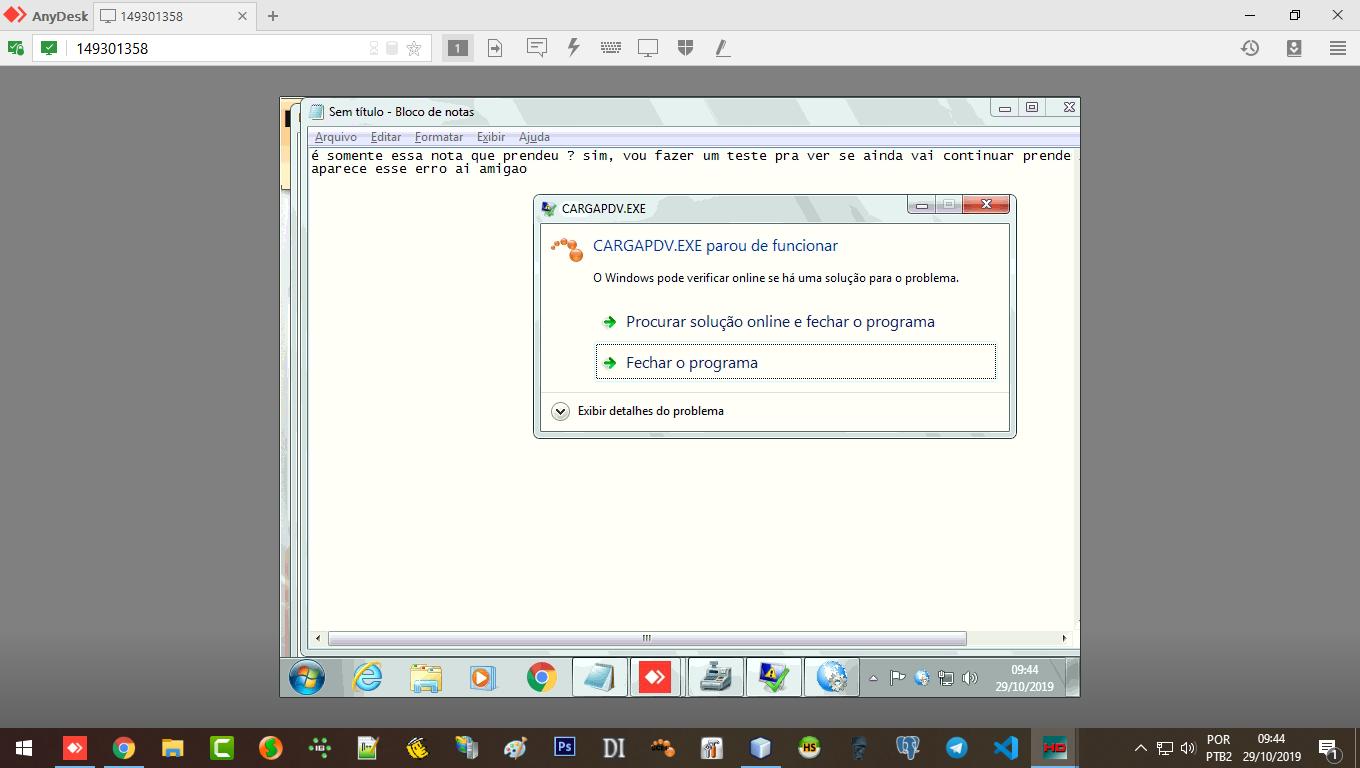 AnyDesk
149301358
149301358
1
Sem título - Bloco de notas
Arquivo Editar Formatar Exibir Ajuda
é somente essa nota que prendeu ? sim, vou fazer um teste pra ver se ainda vai continuar prende
aparece esse erro ai amigao
CARGAPDV.EXE
CARGAPDV.EXE parou de funcionar
O Windows pode verificar online se há uma solução para o problema.
Procurar solução online e fechar o programa
Fechar o programa
Exibir detalhes do problema
09:44
29/10/2019
Ps
DI
HS
HD
POR
PTB2
09:44
29/10/2019
1